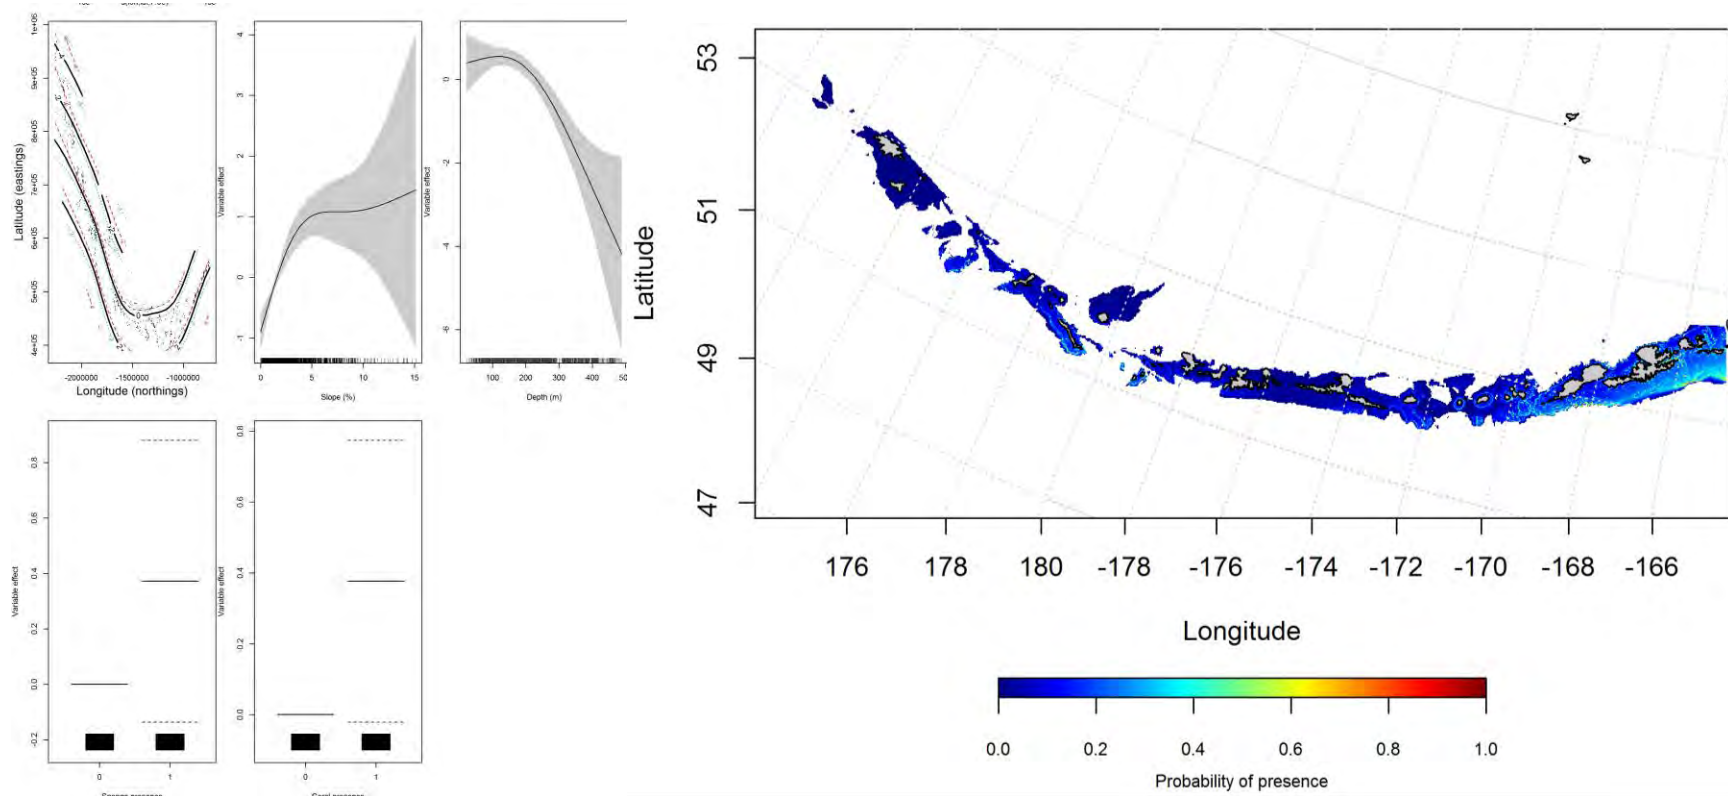 1e+06
9e+05
8e+05
7e+05
6e+05
5e+05
4e+05
Latitude (eastings)
-2000000 -1500000 -1000000
Longitude (northings)
0
Variable effect
4
3
2
1
0
-1
0 5 10 15
Slope (%)
Variable effect
0
-2
-4
-6
100 200 300 400
Depth (m)
Variable effect
0.8
0.6
0.4
0.2
0.0
-0.2
0 1
Variable effect
0.8
0.6
0.4
0.2
0.0
0 1
Latitude
53
51
49
47
176 178 180 -178 -176 -174 -172 -170 -168 -166
Longitude
0.0 0.2 0.4 0.6 0.8 1.0
Probability of presence